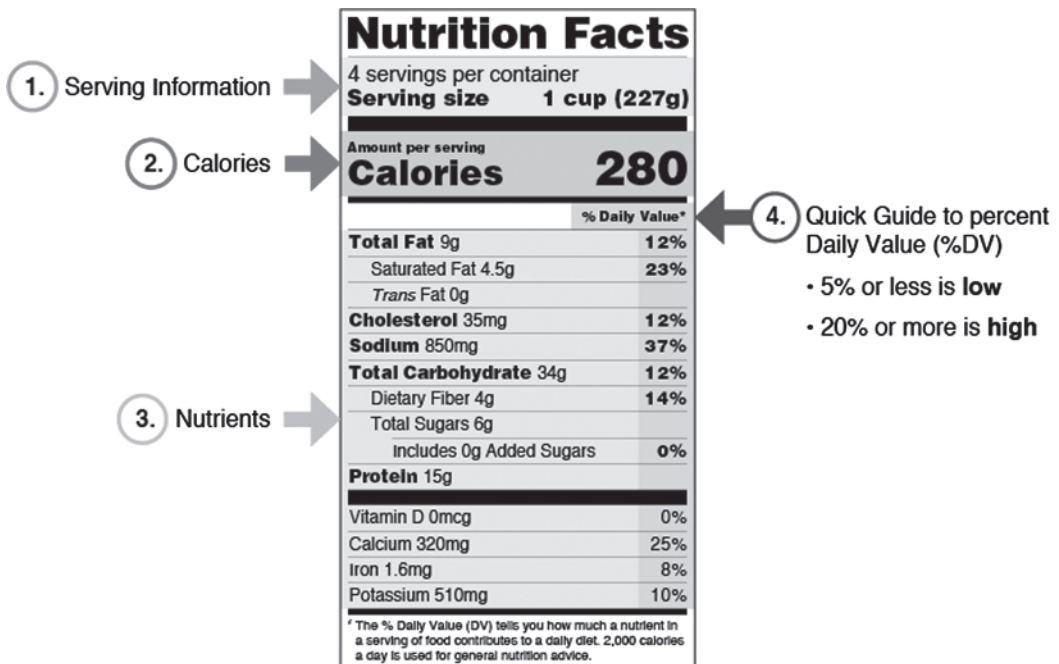 Nutrition Facts
1. Serving Information
4 servings per container
Serving size 1 cup (227g)
2. Calories
Amount per serving
Calories 280
% Daily Value*
4. Quick Guide to percent
Daily Value (%DV)
• 5% or less is low
• 20% or more is high
3. Nutrients
Total Fat 9g 12%
Saturated Fat 4.5g 23%
Trans Fat 0g
Cholesterol 35mg 12%
Sodium 850mg 37%
Total Carbohydrate 34g 12%
Dietary Fiber 4g 14%
Total Sugars 6g
Includes 0g Added Sugars 0%
Protein 15g
Vitamin D 0mcg 0%
Calcium 320mg 25%
Iron 1.6mg 8%
Potassium 510mg 10%
* The % Daily Value (DV) tells you how much a nutrient in
a serving of food contributes to a daily diet. 2,000 calories
a day is used for general nutrition advice.